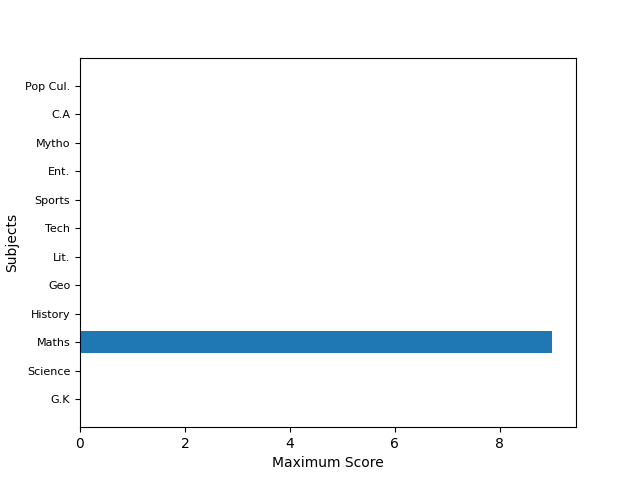 Pop Cul.
C.A
Mytho
Ent.
Sports
Tech
Lit.
Geo
History
Maths
Science
G.K
Subjects
0 2 4 6 8
Maximum Score